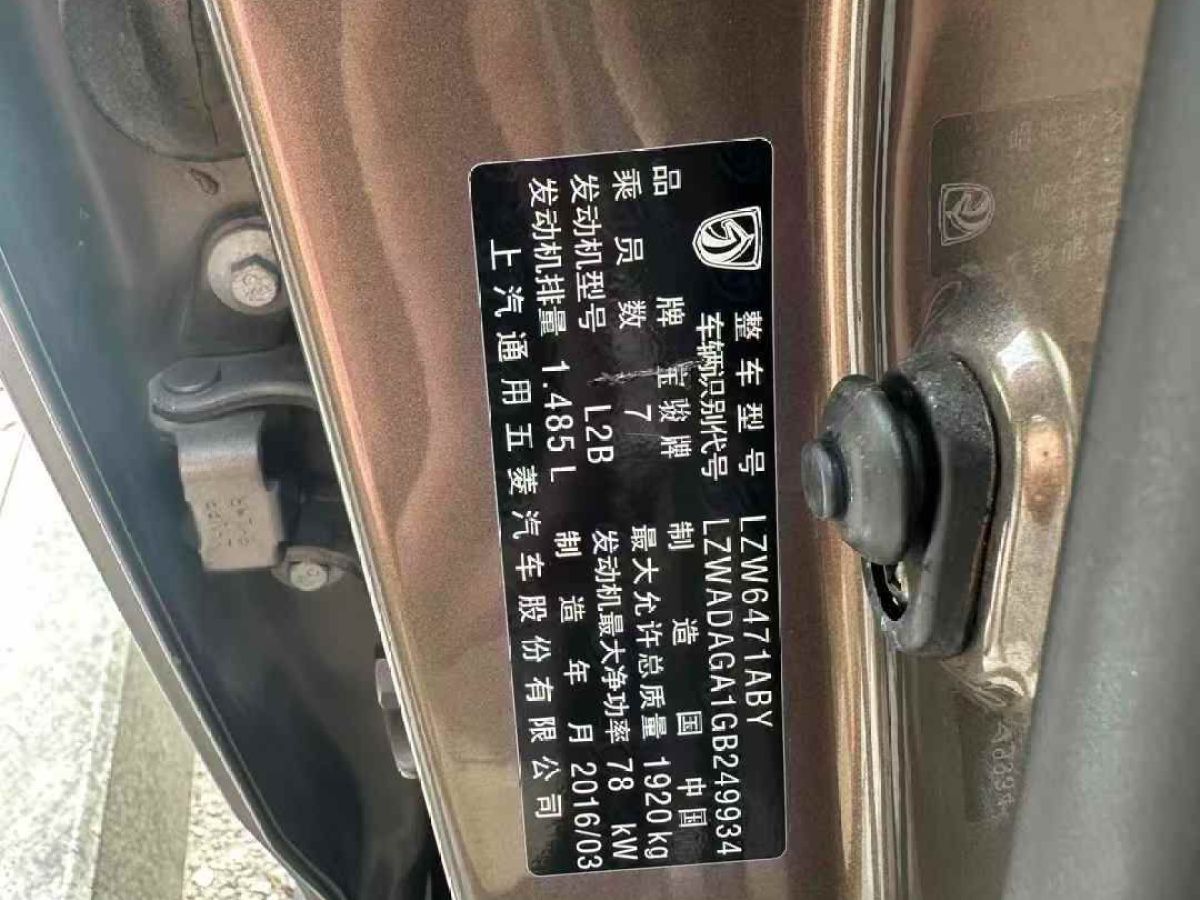 整车型号 LZW6471ABY
车辆识别代号 LZWADAGA1GB249934
品牌 宝骏牌 制造国 中国
乘员数 7 最大允许总质量 1920kg
发动机型号 L2B 发动机最大净功率 78 kW
发动机排量 1.485L 制造年月 2016/03
上汽通用五菱汽车股份有限公司